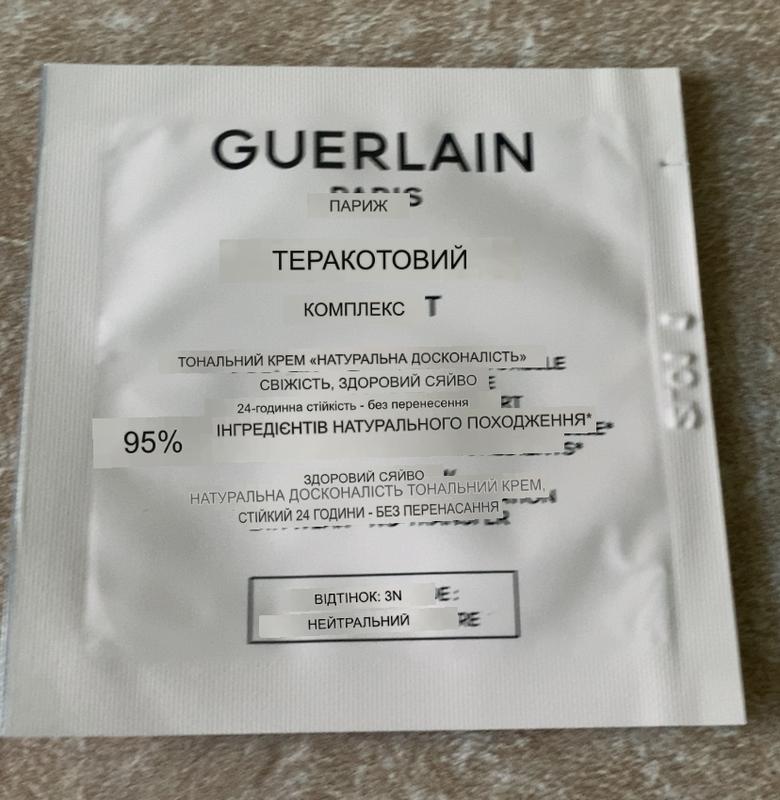 GUERLAIN
ПАРИЖ
ТЕРАКОТОВИЙ
КОМПЛЕКС T
ТОНАЛЬНИЙ КРЕМ «НАТУРАЛЬНА ДОСКОНАЛІСТЬ»
СВІЖІСТЬ, ЗДОРОВИЙ СЯЙВО
24-годинна стійкість - без перенесення
95% ІНГРЕДІЄНТІВ НАТУРАЛЬНОГО ПОХОДЖЕННЯ*
ЗДОРОВИЙ СЯЙВО
НАТУРАЛЬНА ДОСКОНАЛІСТЬ ТОНАЛЬНИЙ КРЕМ,
СТІЙКИЙ 24 ГОДИНИ - БЕЗ ПЕРЕНАСАННЯ
ВІДТІНОК: 3N
НЕЙТРАЛЬНИЙ